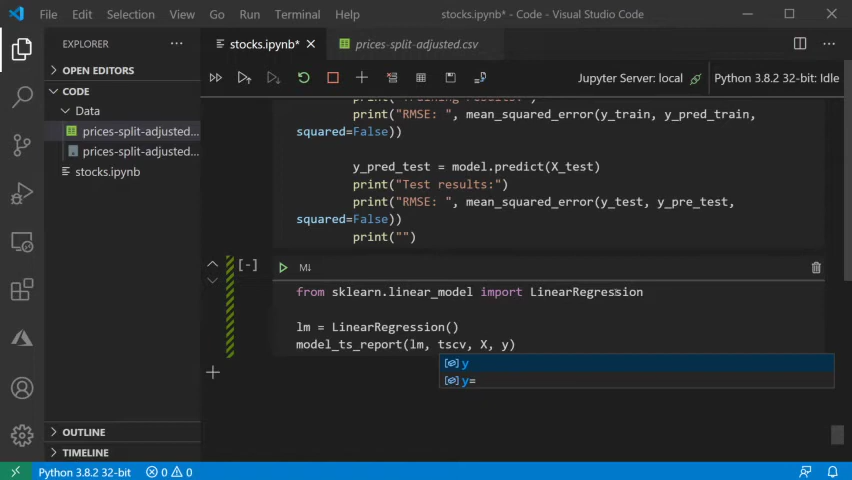 File Edit Selection View Go Run Terminal Help stocks.ipynb* - Code - Visual Studio Code
EXPLORER
stocks.ipynb*
prices-split-adjusted.csv
OPEN EDITORS
Jupyter Server: local
Python 3.8.2 32-bit: Idle
CODE
Data
prices-split-adjusted...
prices-split-adjusted...
stocks.ipynb
print("Training results:")
print("RMSE: ", mean_squared_error(y_train, y_pred_train,
squared=False))
y_pred_test = model.predict(X_test)
print("Test results:")
print("RMSE: ", mean_squared_error(y_test, y_pre_test,
squared=False))
print("")
[-]
M↓
from sklearn.linear_model import LinearRegression
lm = LinearRegression()
model_ts_report(lm, tscv, X, y)
y
y=
OUTLINE
TIMELINE
Python 3.8.2 32-bit 0 0